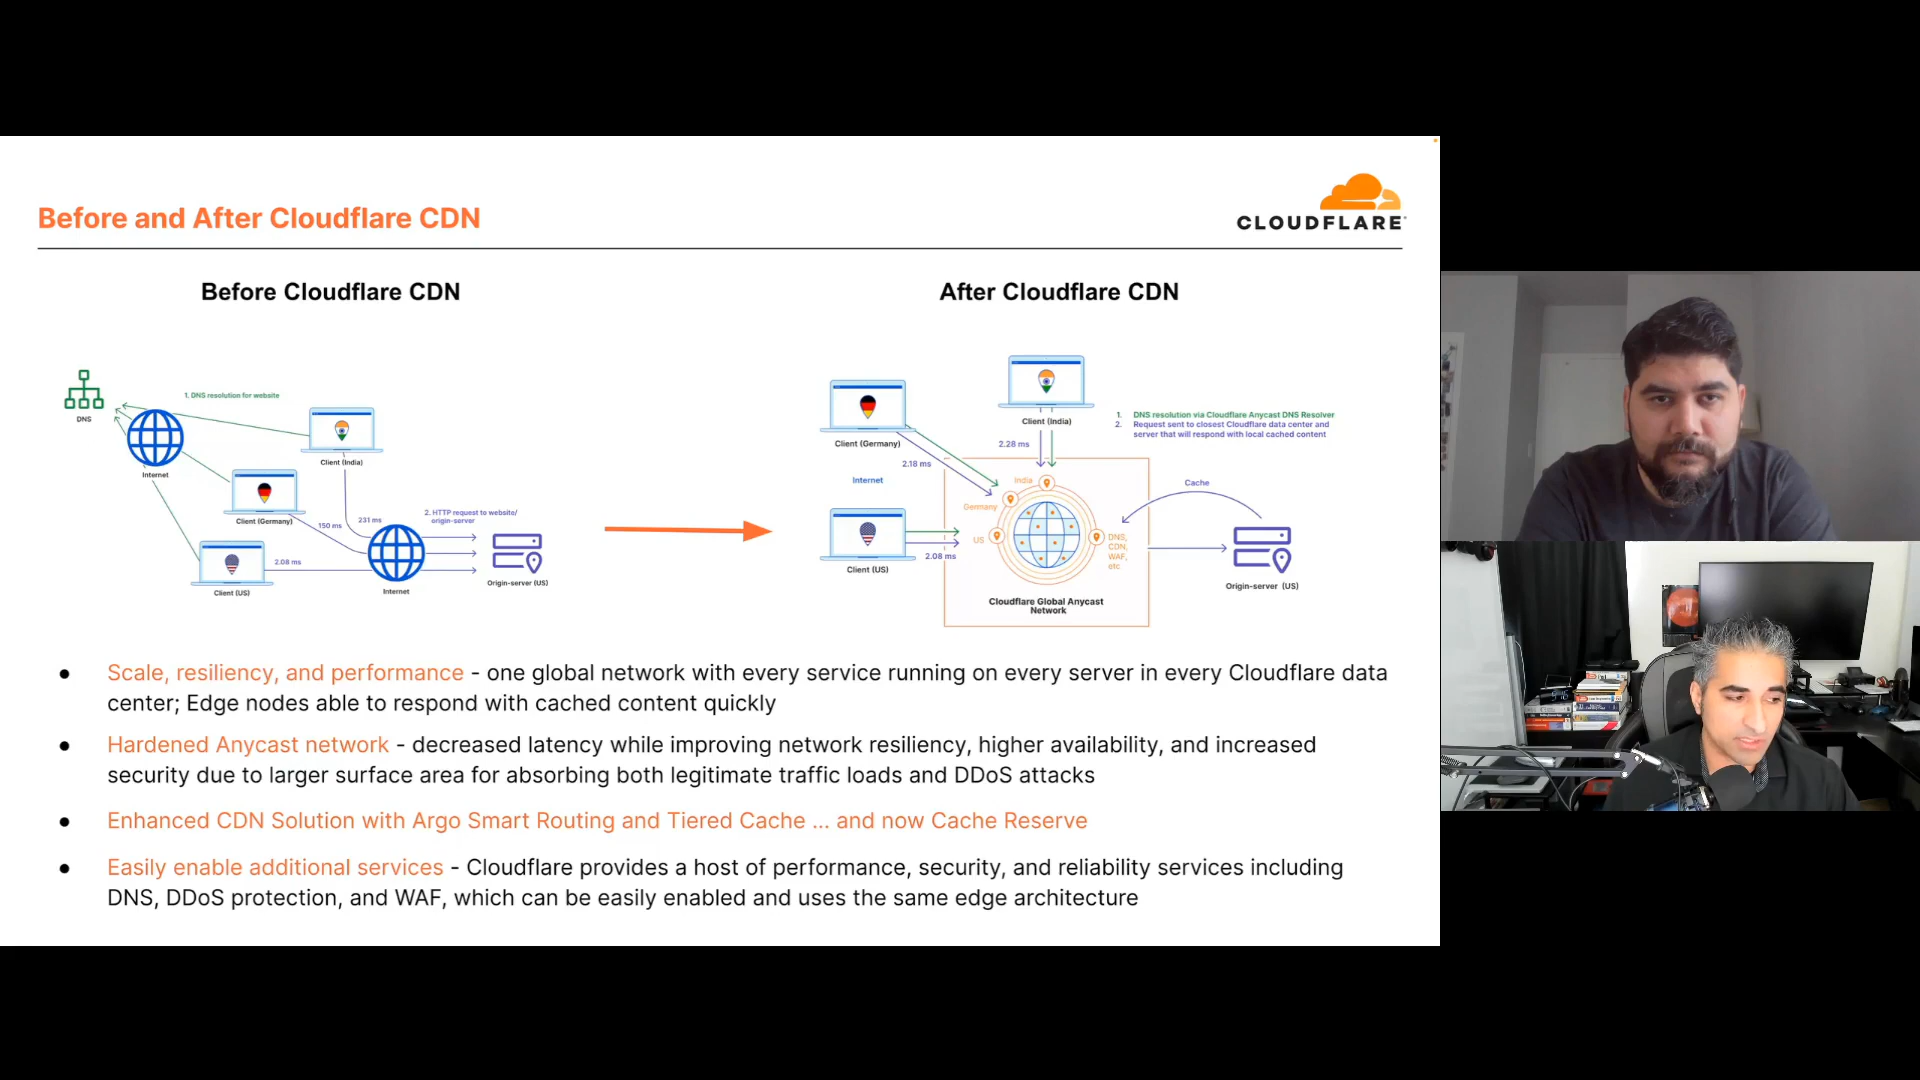 Before and After Cloudflare CDN
CLOUDFLARE
Before Cloudflare CDN
After Cloudflare CDN
DNS
1. DNS resolution for website
Internet
Client (India)
Client (Germany)
150 ms
231 ms
2. HTTP request to website/
origin-server
2.08 ms
Client (US)
Internet
Origin-server (US)
Client (Germany)
Client (India)
1. DNS resolution via Cloudflare Anycast DNS Resolver
2. Request sent to closest Cloudflare data center and
server that will respond with local cached content
2.28 ms
2.18 ms
Internet
India
Germany
US
Cache
2.08 ms
DNS,
CDN,
WAF,
etc
Client (US)
Origin-server (US)
Cloudflare Global Anycast
Network
● Scale, resiliency, and performance - one global network with every service running on every server in every Cloudflare data
center; Edge nodes able to respond with cached content quickly
● Hardened Anycast network - decreased latency while improving network resiliency, higher availability, and increased
security due to larger surface area for absorbing both legitimate traffic loads and DDoS attacks
● Enhanced CDN Solution with Argo Smart Routing and Tiered Cache ... and now Cache Reserve
● Easily enable additional services - Cloudflare provides a host of performance, security, and reliability services including
DNS, DDoS protection, and WAF, which can be easily enabled and uses the same edge architecture